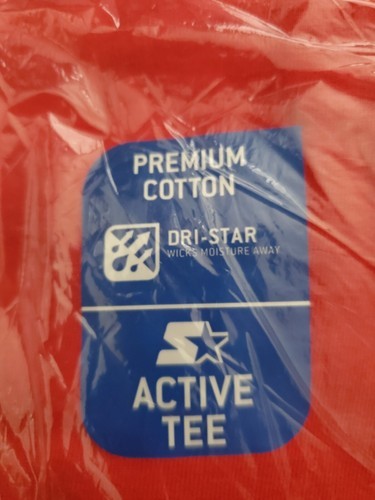 PREMIUM
COTTON
DRI-STAR
WICKS MOISTURE AWAY
ACTIVE
TEE